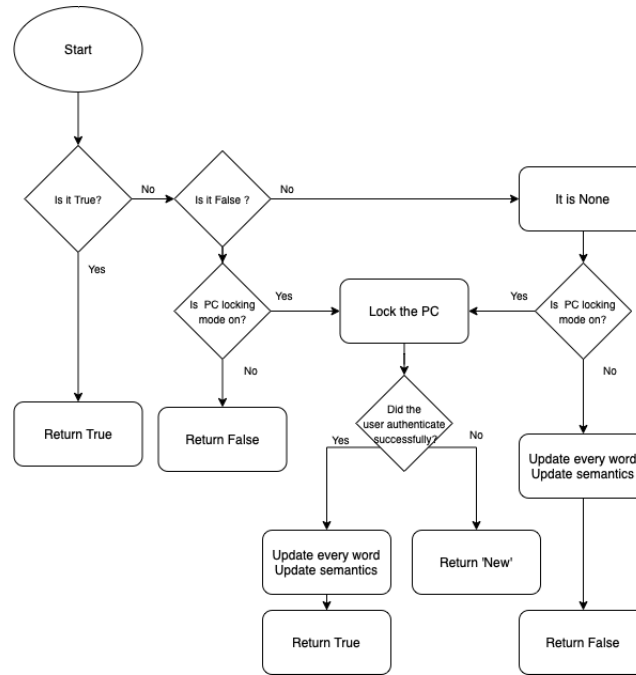 Start
Is it True?
No
Is it False ?
No
It is None
Yes
Is PC locking
mode on?
Yes
Lock the PC
Yes
Is PC locking
mode on?
No
No
Return True
Return False
Did the
user authenticate
successfully?
Yes
No
Update every word
Update semantics
Update every word
Update semantics
Return 'New'
Return True
Return False